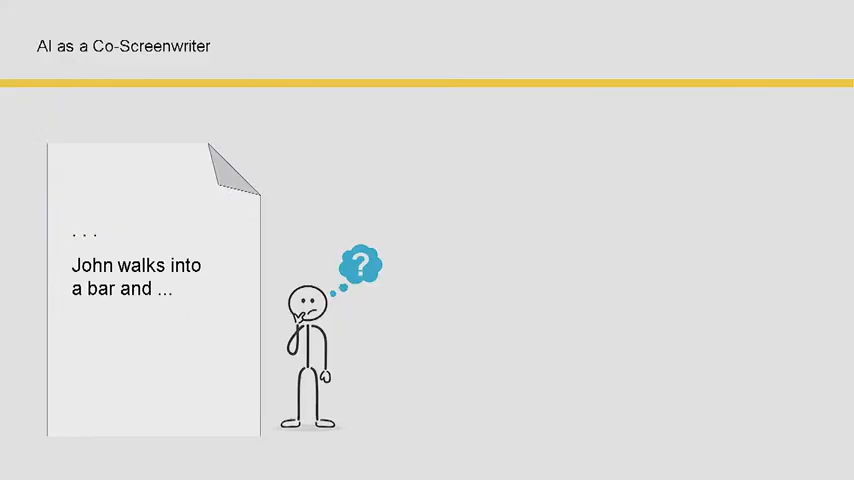 AI as a Co-Screenwriter
. . .
John walks into
a bar and ...
?